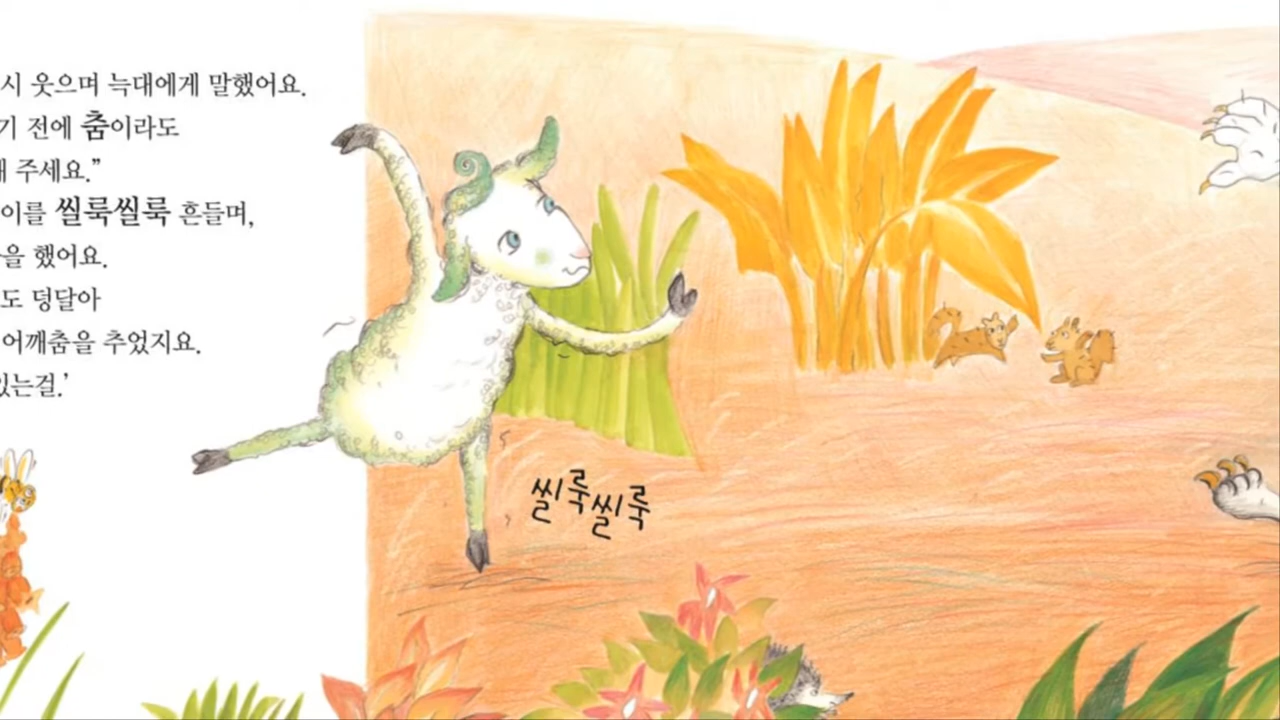 시 웃으며 늑대에게 말했어요.
기 전에 춤이라도
주세요.”
이를 씰룩씰룩 흔들며,
을 했어요.
도 덩달아
어깨춤을 추었지요.
있는걸.’
씰룩씰룩